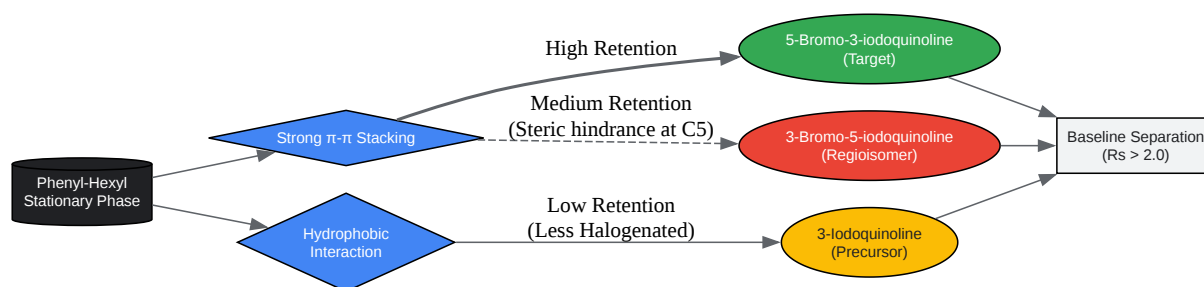 Phenyl-Hexyl
Stationary Phase
Strong π-π Stacking
Hydrophobic
Interaction
High Retention
Medium Retention
(Steric hindrance at C5)
Low Retention
(Less Halogenated)
5-Bromo-3-iodoquinoline
(Target)
3-Bromo-5-iodoquinoline
(Regioisomer)
3-Iodoquinoline
(Precursor)
Baseline Separation
(Rs > 2.0)